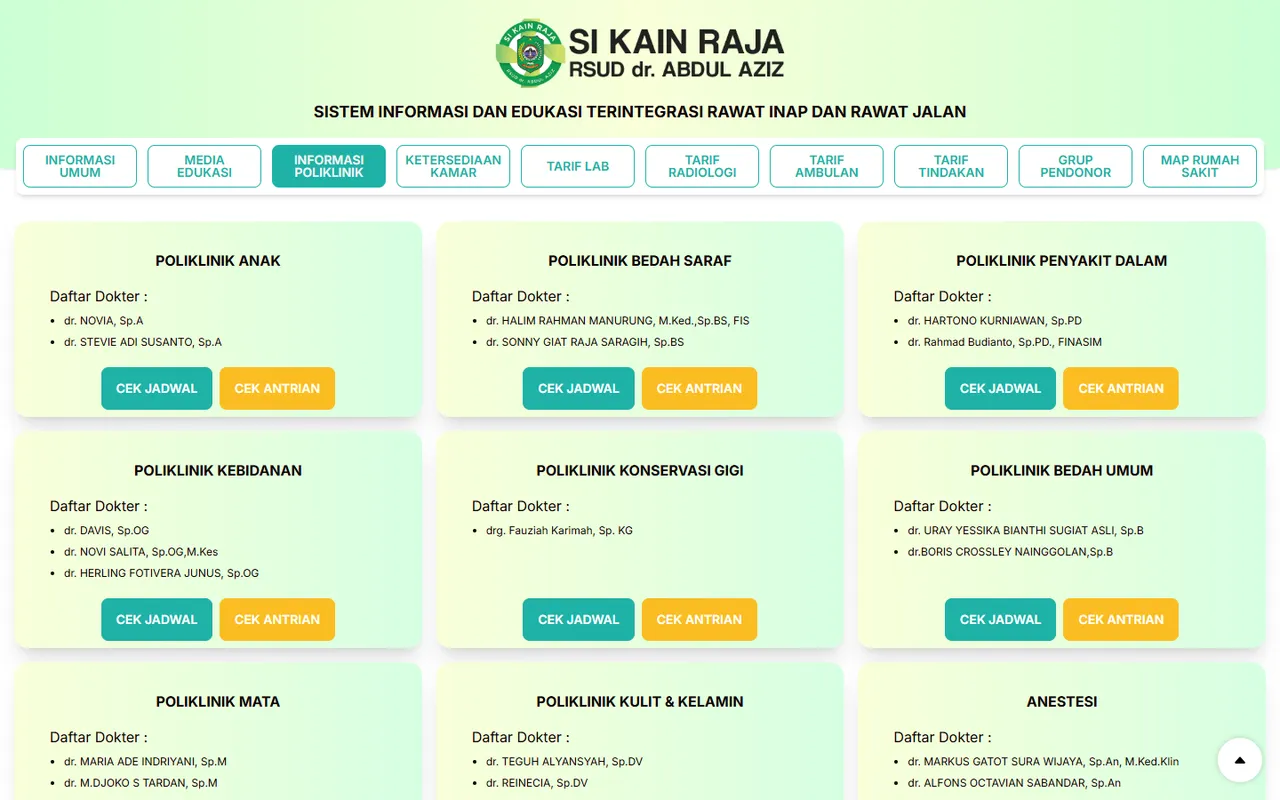 SI KAIN RAJA
RSUD dr. ABDUL AZIZ
SI KAIN RAJA
RSUD dr. ABDUL AZIZ
SISTEM INFORMASI DAN EDUKASI TERINTEGRASI RAWAT INAP DAN RAWAT JALAN
INFORMASI
UMUM
MEDIA
EDUKASI
INFORMASI
POLIKLINIK
KETERSEDIAAN
KAMAR
TARIF LAB
TARIF
RADIOLOGI
TARIF
AMBULAN
TARIF
TINDAKAN
GRUP
PENDONOR
MAP RUMAH
SAKIT
POLIKLINIK ANAK
Daftar Dokter :
• dr. NOVIA, Sp.A
• dr. STEVIE ADI SUSANTO, Sp.A
CEK JADWAL
CEK ANTRIAN
POLIKLINIK BEDAH SARAF
Daftar Dokter :
• dr. HALIM RAHMAN MANURUNG, M.Ked.,Sp.BS, FIS
• dr. SONNY GIAT RAJA SARAGIH, Sp.BS
CEK JADWAL
CEK ANTRIAN
POLIKLINIK PENYAKIT DALAM
Daftar Dokter :
• dr. HARTONO KURNIAWAN, Sp.PD
• dr. Rahmad Budianto, Sp.PD., FINASIM
CEK JADWAL
CEK ANTRIAN
POLIKLINIK KEBIDANAN
Daftar Dokter :
• dr. DAVIS, Sp.OG
• dr. NOVI SALITA, Sp.OG,M.Kes
• dr. HERLING FOTIVERA JUNUS, Sp.OG
CEK JADWAL
CEK ANTRIAN
POLIKLINIK KONSERVASI GIGI
Daftar Dokter :
• drg. Fauziah Karimah, Sp. KG
CEK JADWAL
CEK ANTRIAN
POLIKLINIK BEDAH UMUM
Daftar Dokter :
• dr. URAY YESSIKA BIANTHI SUGIAT ASLI, Sp.B
• dr.BORIS CROSSLEY NAINGGOLAN,Sp.B
CEK JADWAL
CEK ANTRIAN
POLIKLINIK MATA
Daftar Dokter :
• dr. MARIA ADE INDRIYANI, Sp.M
• dr. M.DJOKO S TARDAN, Sp.M
POLIKLINIK KULIT & KELAMIN
Daftar Dokter :
• dr. TEGUH ALYANSYAH, Sp.DV
• dr. REINECIA, Sp.DV
ANESTESI
Daftar Dokter :
• dr. MARKUS GATOT SURA WIJAYA, Sp.An, M.Ked.Klin
• dr. ALFONS OCTAVIAN SABANDAR, Sp.An